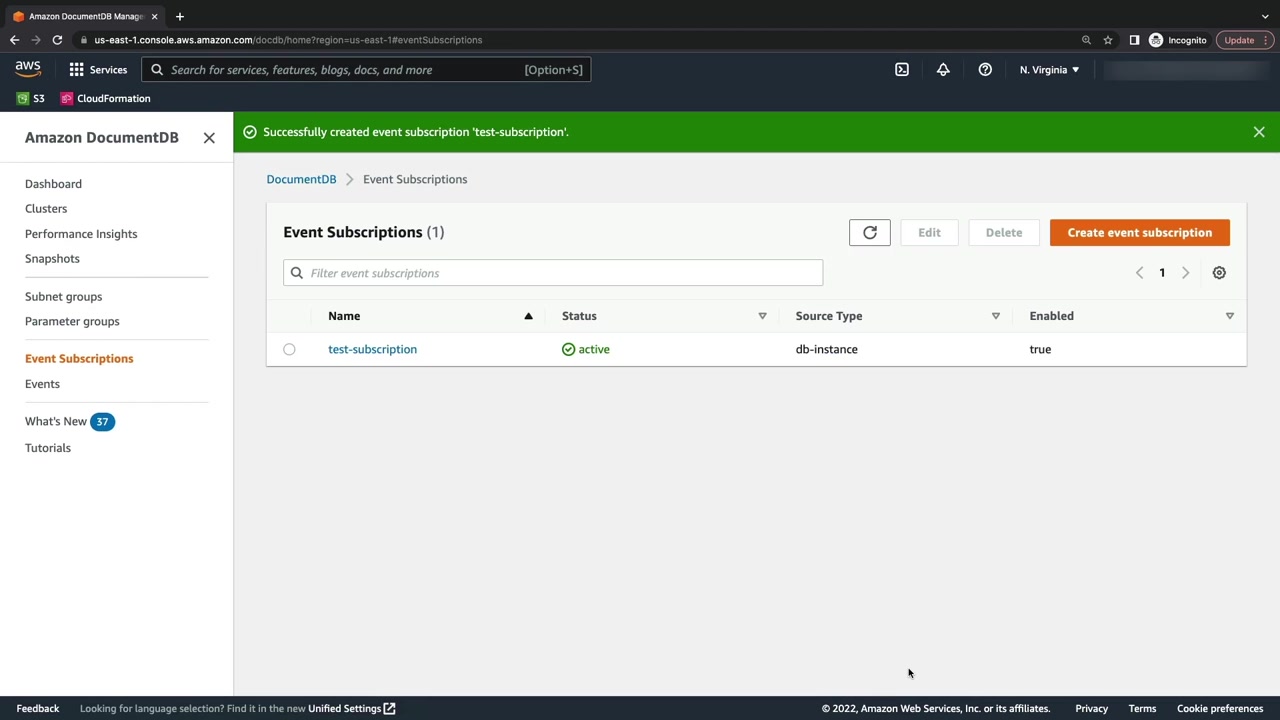 Amazon DocumentDB Manage
us-east-1.console.aws.amazon.com/docdb/home?region=us-east-1#eventSubscriptions
Incognito
Update
aws
Services
Search for services, features, blogs, docs, and more
[Option+S]
N. Virginia
S3
CloudFormation
Amazon DocumentDB
Dashboard
Clusters
Performance Insights
Snapshots
Subnet groups
Parameter groups
Event Subscriptions
Events
What's New 37
Tutorials
Successfully created event subscription 'test-subscription'.
DocumentDB
Event Subscriptions
Event Subscriptions (1)
Edit
Delete
Create event subscription
Filter event subscriptions
1
Name Status Source Type Enabled
test-subscription active db-instance true
Feedback
Looking for language selection? Find it in the new Unified Settings
© 2022, Amazon Web Services, Inc. or its affiliates.
Privacy
Terms
Cookie preferences